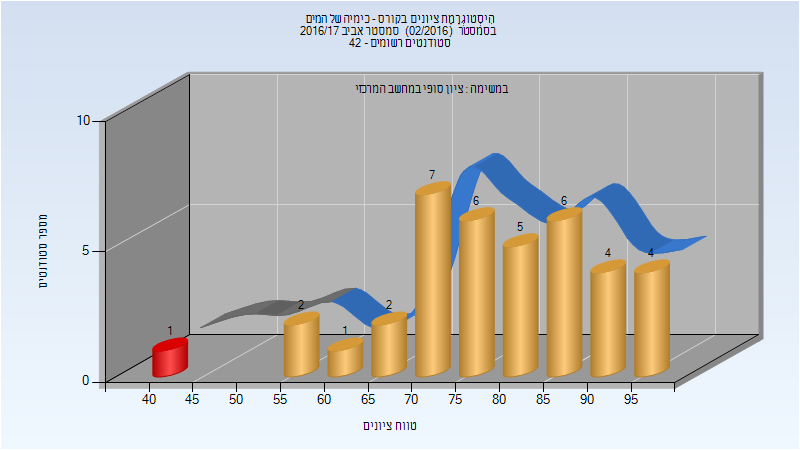 היסטוגרמת ציונים בקורס - כימיה של המים
בסמסטר (02/2016) סמסטר אביב 2016/17
סטודנטים רשומים - 42
במשימה : ציון סופי במחשב המרכזי
10
5
0
מספר סטודנטים
1
2
1
2
7
6
5
6
4
4
40 45 50 55 60 65 70 75 80 85 90 95
טווח ציונים